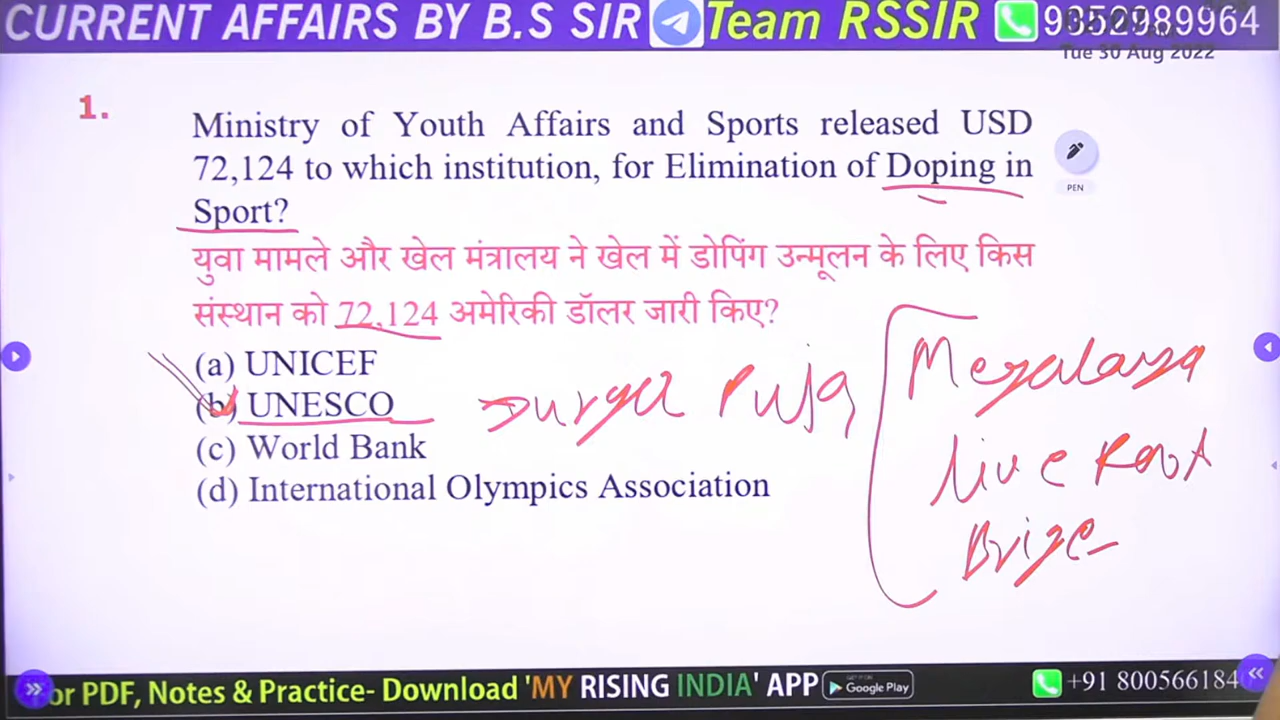 CURRENT AFFAIRS BY B.S SIR Team RSSIR 9352989964
Tue 30 Aug 2022
1.
Ministry of Youth Affairs and Sports released USD
72,124 to which institution, for Elimination of Doping in
Sport?
PEN
युवा मामले और खेल मंत्रालय ने खेल में डोपिंग उन्मूलन के लिए किस
संस्थान को 72,124 अमेरिकी डॉलर जारी किए?
(a) UNICEF
(b) UNESCO
Durga Puja
(c) World Bank
(d) International Olympics Association
Megalaya
live Root
Brige
or PDF, Notes & Practice- Download 'MY RISING INDIA' APP GET IT ON Google Play +91 800566184